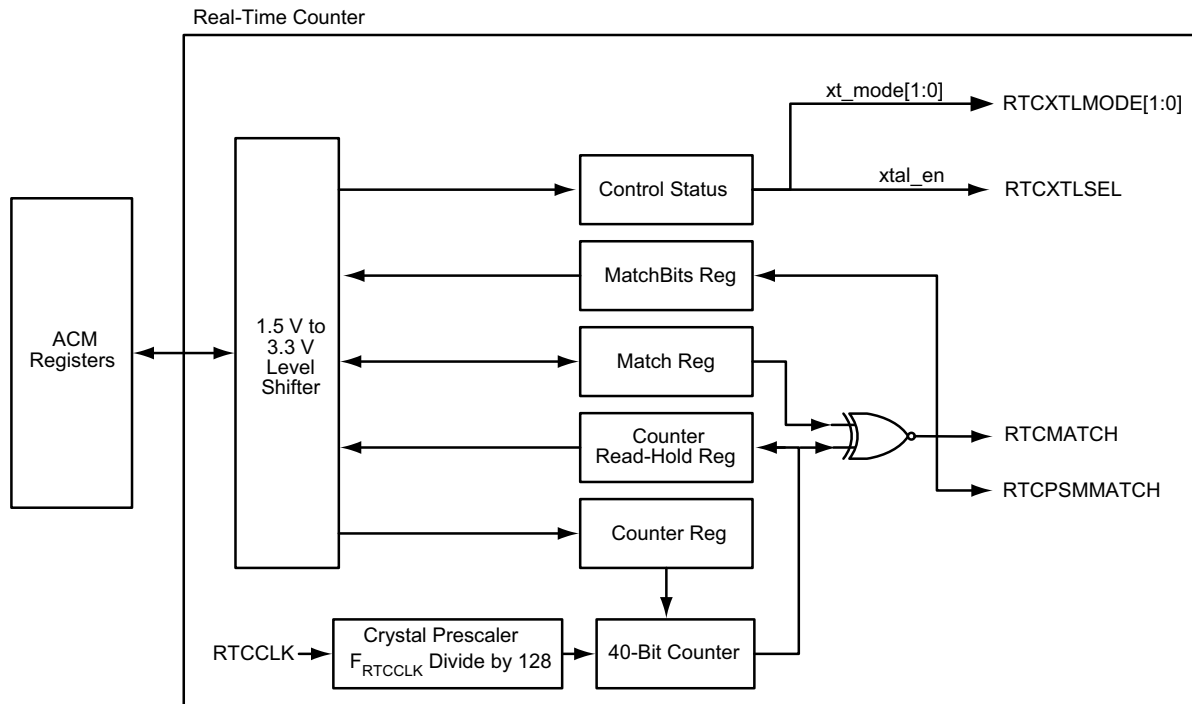 Real-Time Counter
xt_mode[1:0]
RTCXTLMODE[1:0]
Control Status
xtal_en
RTCXTLSEL
MatchBits Reg
ACM
Registers
1.5 V to
3.3 V
Level
Shifter
Match Reg
Counter
Read-Hold Reg
RTCMATCH
RTCPSMMATCH
Counter Reg
RTCCLK
Crystal Prescaler
FRTCCLK Divide by 128
40-Bit Counter